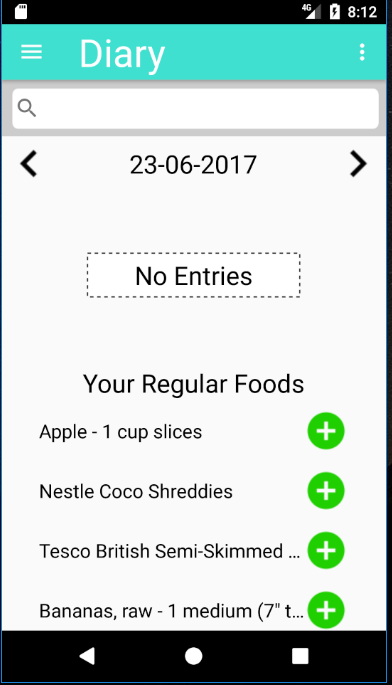 4G 8:12
Diary
23-06-2017
No Entries
Your Regular Foods
Apple - 1 cup slices
Nestle Coco Shreddies
Tesco British Semi-Skimmed ...
Bananas, raw - 1 medium (7" t...